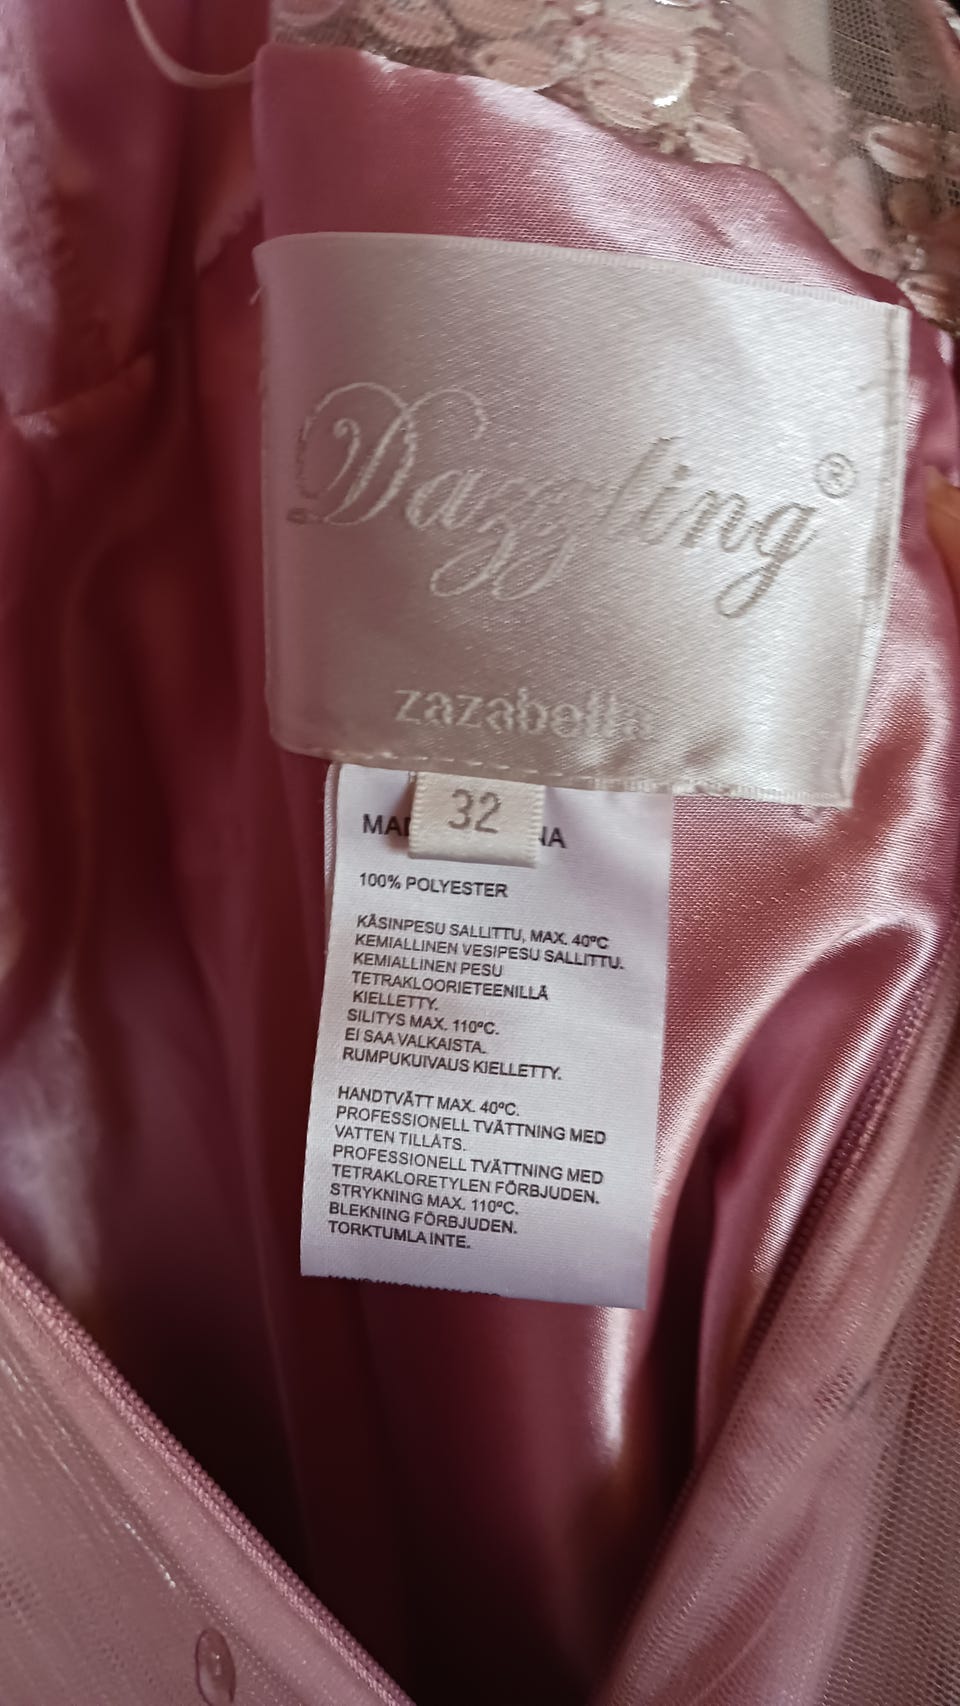 Dazzling®
zazabella
32
MA NA
100% POLYESTER
KÄSINPESU SALLITTU, MAX. 40ºC
KEMIALLINEN VESIPESU SALLITTU.
KEMIALLINEN PESU
TETRAKLOORIETEENILLÄ
KIELLETTY.
SILITYS MAX. 110ºC.
EI SAA VALKAISTA.
RUMPUKUIVAUS KIELLETTY.
HANDTVÄTT MAX. 40ºC.
PROFESSIONELL TVÄTTNING MED
VATTEN TILLÅTS.
PROFESSIONELL TVÄTTNING MED
TETRAKLORETYLEN FÖRBJUDEN.
STRYKNING MAX. 110ºC.
BLEKNING FÖRBJUDEN.
TORKTUMLA INTE.